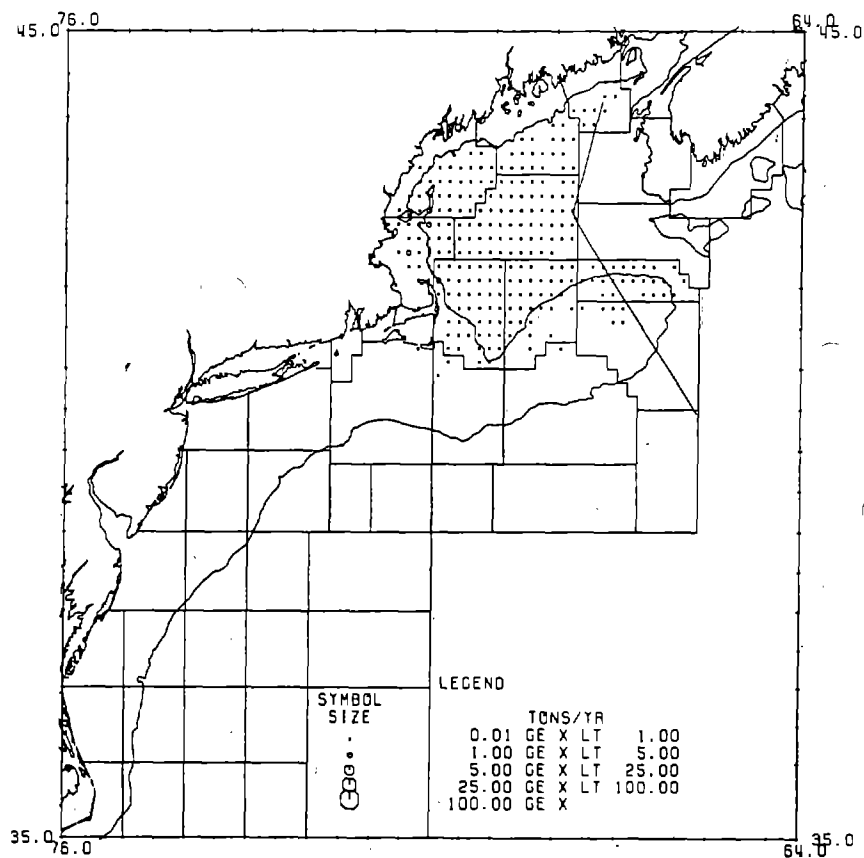 76.0
64.0
45.0
45.0
LEGEND
SYMBOL
SIZE
TONS/YR
0.01 GE X LT 1.00
1.00 GE X LT 5.00
5.00 GE X LT 25.00
25.00 GE X LT 100.00
100.00 GE X
35.0
35.0
76.0
64.0